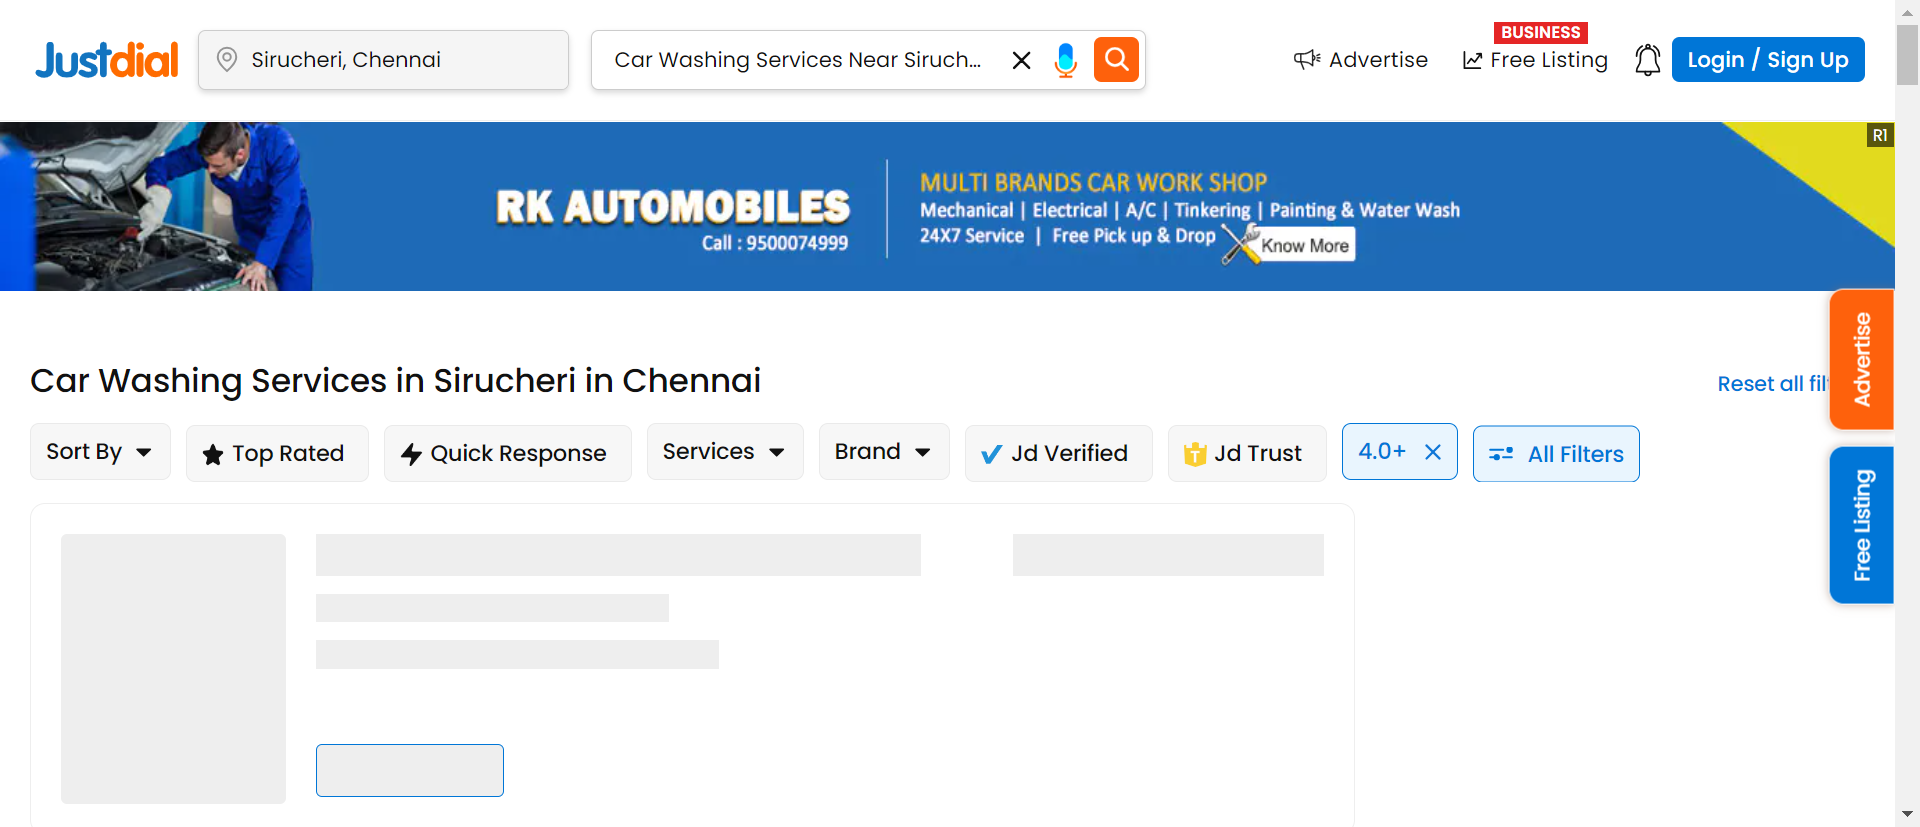 Justdial
Sirucheri, Chennai
Car Washing Services Near Siruch...
Advertise
BUSINESS
Free Listing
Login / Sign Up
R1
RK AUTOMOBILES
Call : 9500074999
MULTI BRANDS CAR WORK SHOP
Mechanical | Electrical | A/C | Tinkering | Painting & Water Wash
24X7 Service | Free Pick up & Drop
Know More
Advertise
Free Listing
Car Washing Services in Sirucheri in Chennai
Reset all fil
Sort By
Top Rated
Quick Response
Services
Brand
Jd Verified
T
Jd Trust
4.0+
All Filters